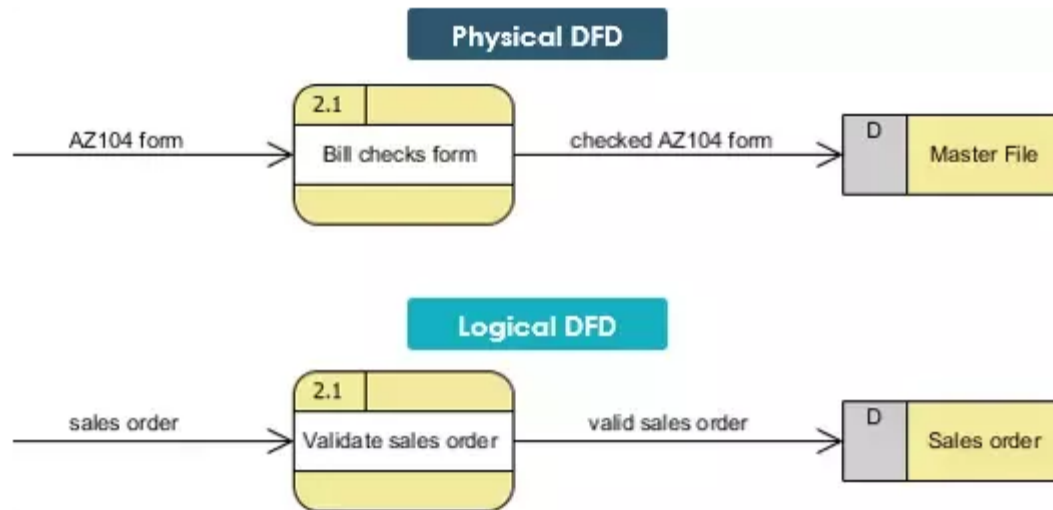 Physical DFD
2.1
AZ104 form
Bill checks form
checked AZ104 form
D
Master File
Logical DFD
2.1
sales order
Validate sales order
valid sales order
D
Sales order